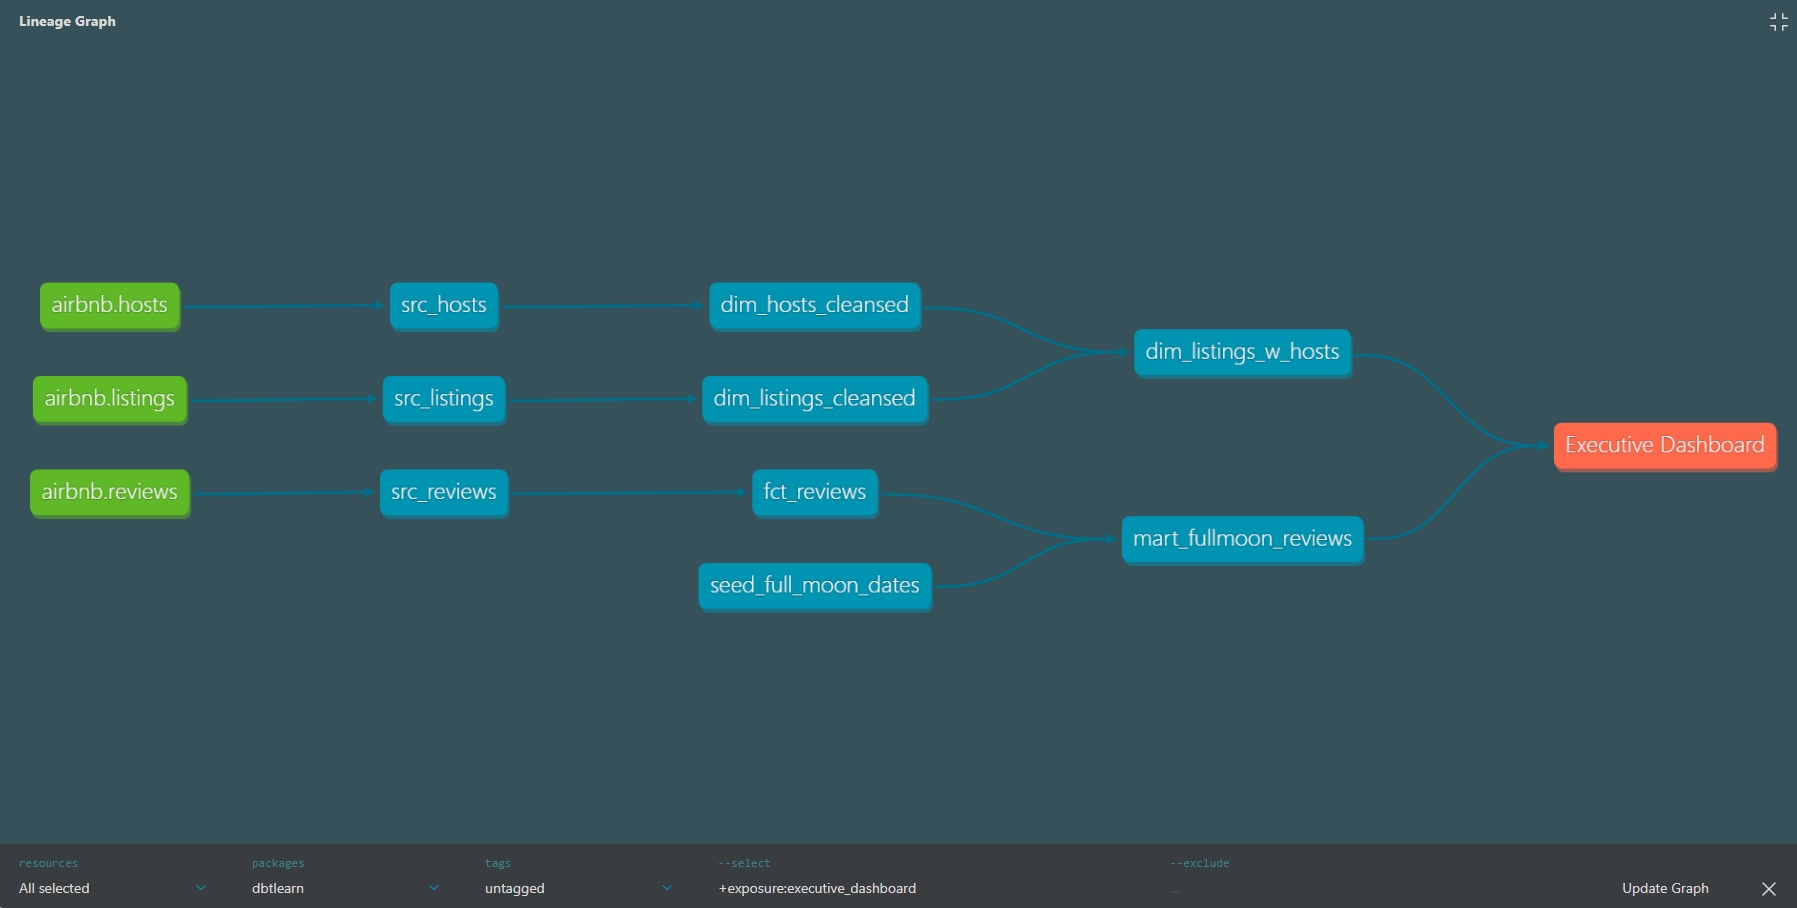 Lineage Graph
airbnb.hosts
src_hosts
dim_hosts_cleansed
dim_listings_w_hosts
airbnb.listings
src_listings
dim_listings_cleansed
Executive Dashboard
airbnb.reviews
src_reviews
fct_reviews
mart_fullmoon_reviews
seed_full_moon_dates
resources
All selected
packages
dbtlearn
tags
untagged
--select
+exposure:executive_dashboard
--exclude
...
Update Graph